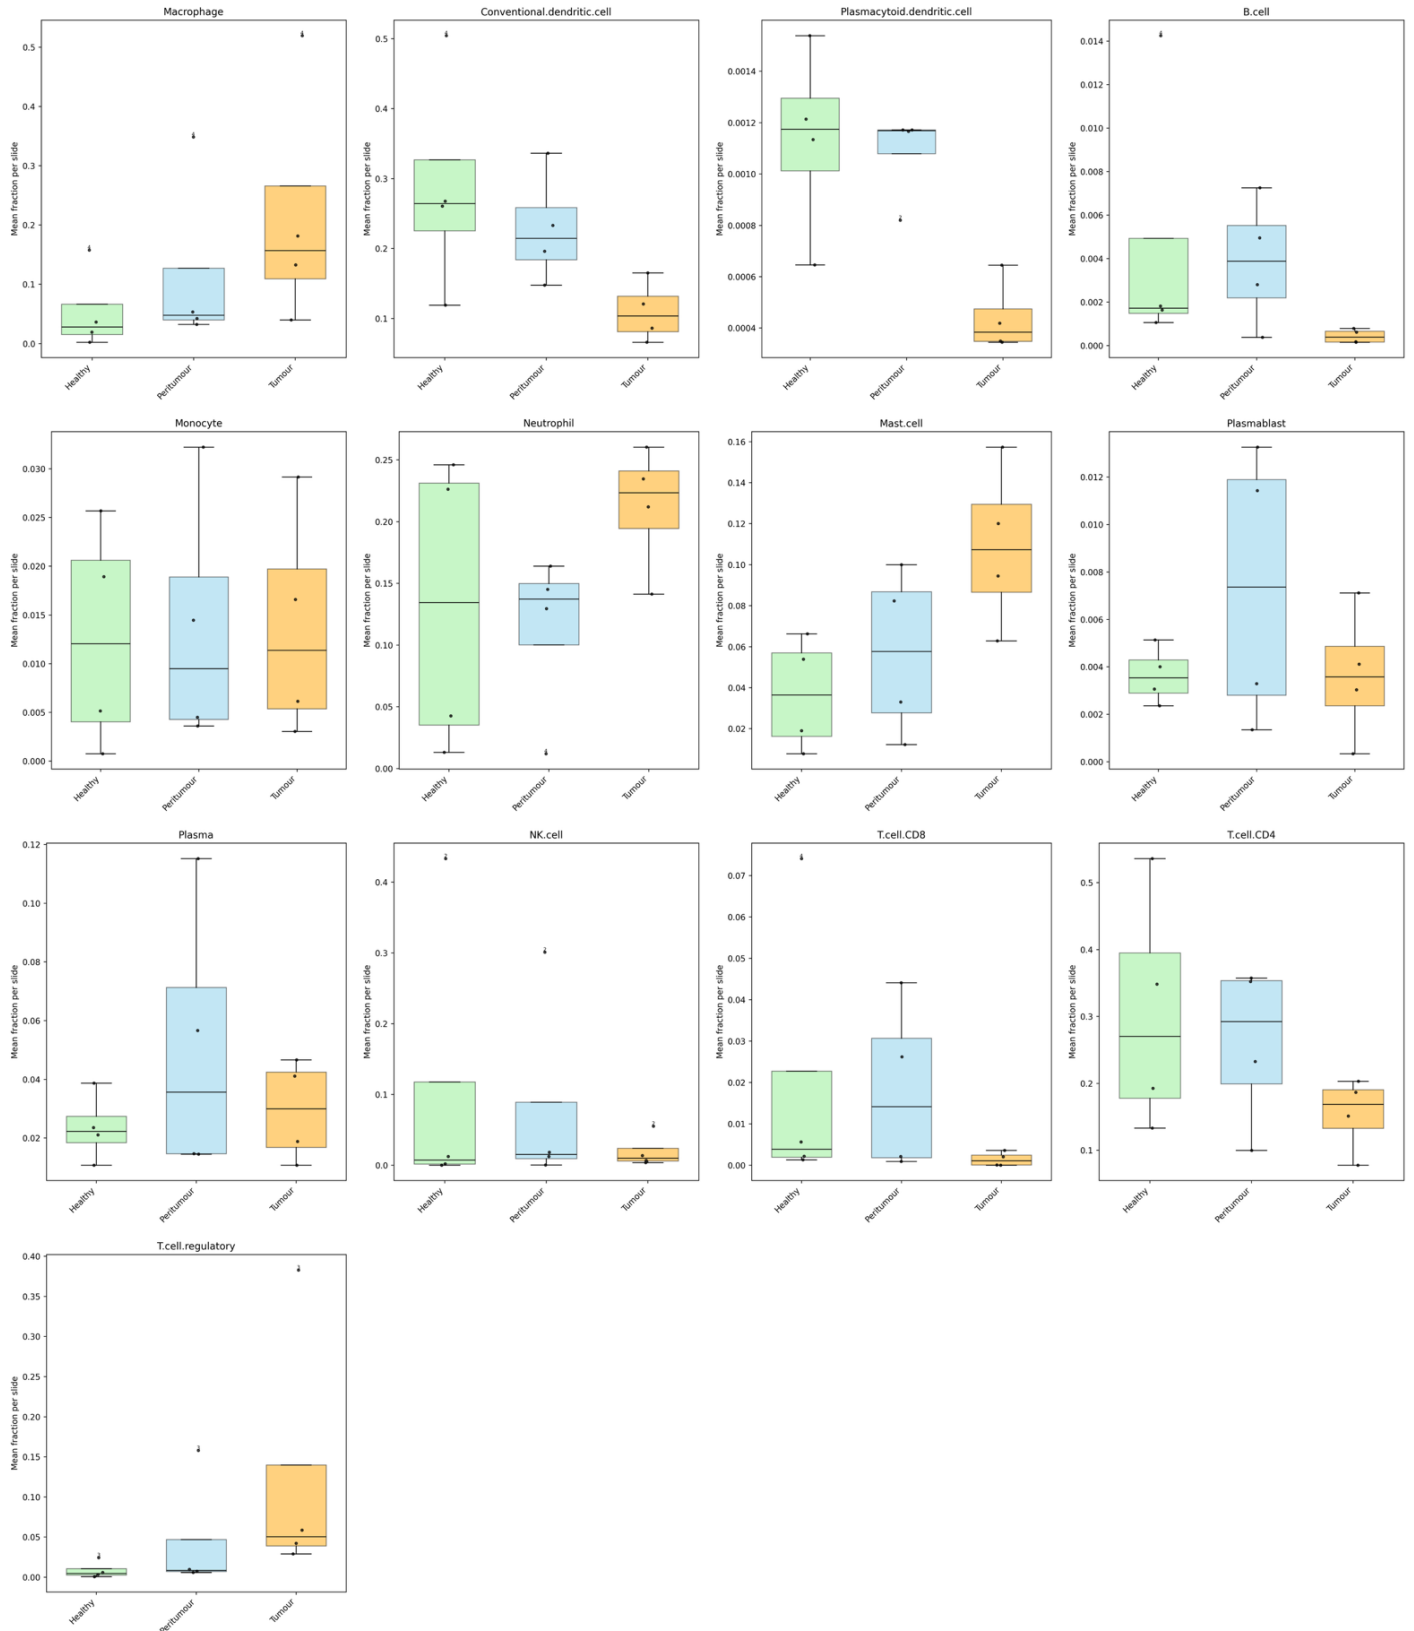 Macrophage
Mean fraction per slide
0.5
0.4
0.3
0.2
0.1
0.0
Healthy
Peritumour
Tumour
Conventional.dendritic.cell
Mean fraction per slide
0.5
0.4
0.3
0.2
0.1
Healthy
Peritumour
Tumour
Plasmacytoid.dendritic.cell
Mean fraction per slide
0.0014
0.0012
0.0010
0.0008
0.0006
0.0004
Healthy
Peritumour
Tumour
B.cell
Mean fraction per slide
0.014
0.012
0.010
0.008
0.006
0.004
0.002
0.000
Healthy
Peritumour
Tumour
Monocyte
Mean fraction per slide
0.030
0.025
0.020
0.015
0.010
0.005
0.000
Healthy
Peritumour
Tumour
Neutrophil
Mean fraction per slide
0.25
0.20
0.15
0.10
0.05
0.00
Healthy
Peritumour
Tumour
Mast.cell
Mean fraction per slide
0.16
0.14
0.12
0.10
0.08
0.06
0.04
0.02
Healthy
Peritumour
Tumour
Plasmablast
Mean fraction per slide
0.012
0.010
0.008
0.006
0.004
0.002
0.000
Healthy
Peritumour
Tumour
Plasma
Mean fraction per slide
0.12
0.10
0.08
0.06
0.04
0.02
Healthy
Peritumour
Tumour
NK.cell
Mean fraction per slide
0.4
0.3
0.2
0.1
0.0
Healthy
Peritumour
Tumour
T.cell.CD8
Mean fraction per slide
0.07
0.06
0.05
0.04
0.03
0.02
0.01
0.00
Healthy
Peritumour
Tumour
T.cell.CD4
Mean fraction per slide
0.5
0.4
0.3
0.2
0.1
Healthy
Peritumour
Tumour
T.cell.regulatory
Mean fraction per slide
0.40
0.35
0.30
0.25
0.20
0.15
0.10
0.05
0.00
Healthy
Peritumour
Tumour